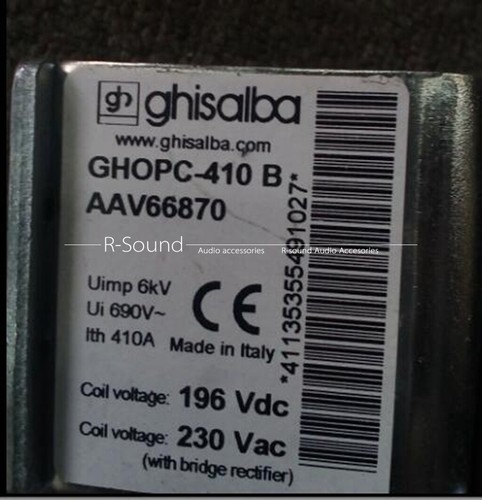 gh ghisalba
www.ghisalba.com
GHOPC-410 B
AAV66870
R-Sound Audio accessories R-sound Audio Accesories
Uimp 6kV
Ui 690V~
Ith 410A
CE
Made in Italy
Coil voltage: 196 Vdc
Coil voltage: 230 Vac
(with bridge rectifier)